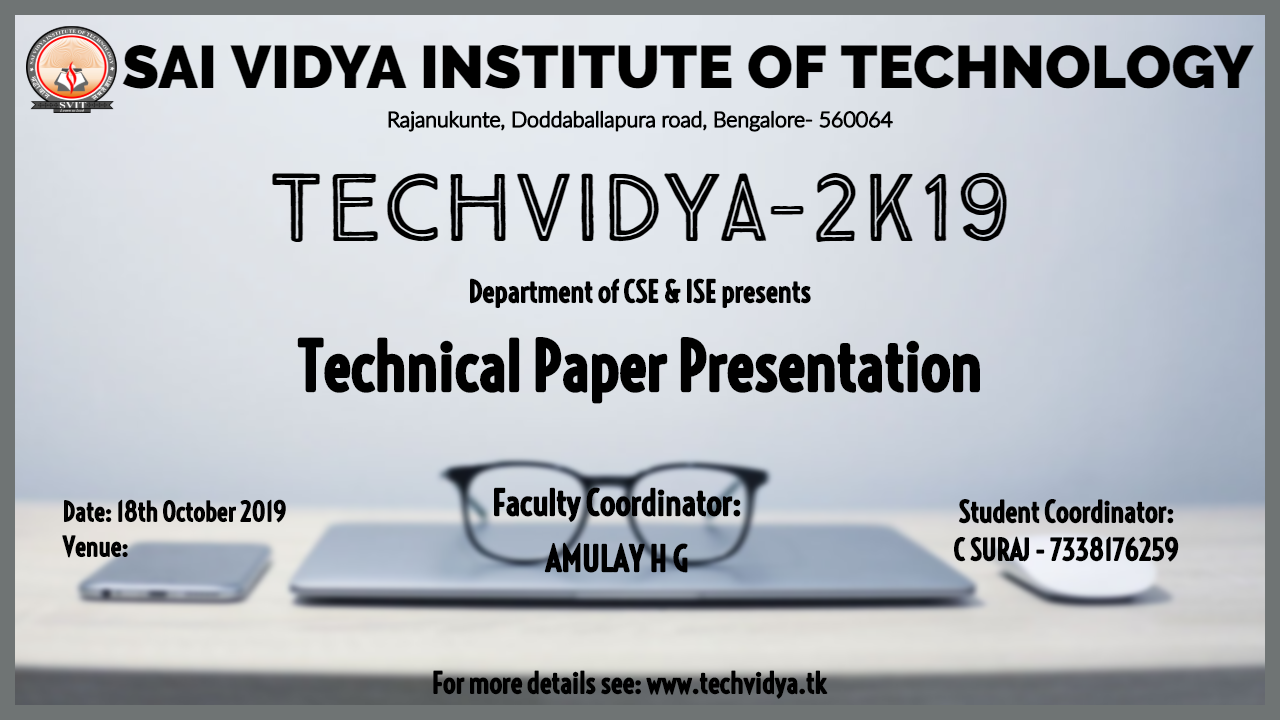 SAI VIDYA INSTITUTE OF TECHNOLOGY
Rajanukunte, Doddaballapura road, Bengalore- 560064
TECHVIDYA-2K19
Department of CSE & ISE presents
Technical Paper Presentation
Date: 18th October 2019
Venue:
Faculty Coordinator:
AMULAY H G
Student Coordinator:
C SURAJ - 7338176259
For more details see: www.techvidya.tk
SVIT